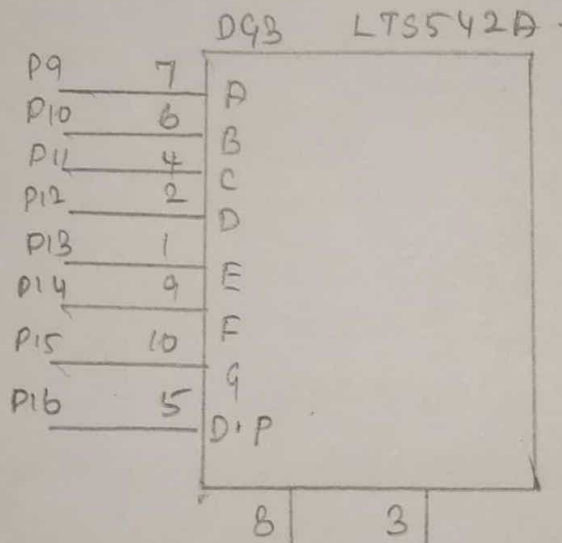 DG3 LTS542A
P9 7 A
P10 6 B
P11 4 C
P12 2 D
P13 1 E
P14 9 F
P15 10 G
P16 5 D.P
8 3